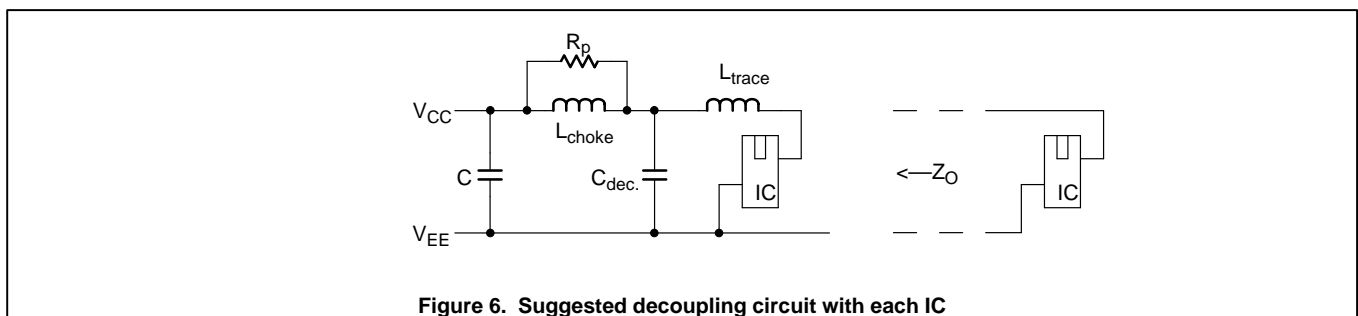 Rp
Ltrace
VCC
Lchoke
C
Cdec.
IC
<—ZO
IC
VEE
Figure 6. Suggested decoupling circuit with each IC